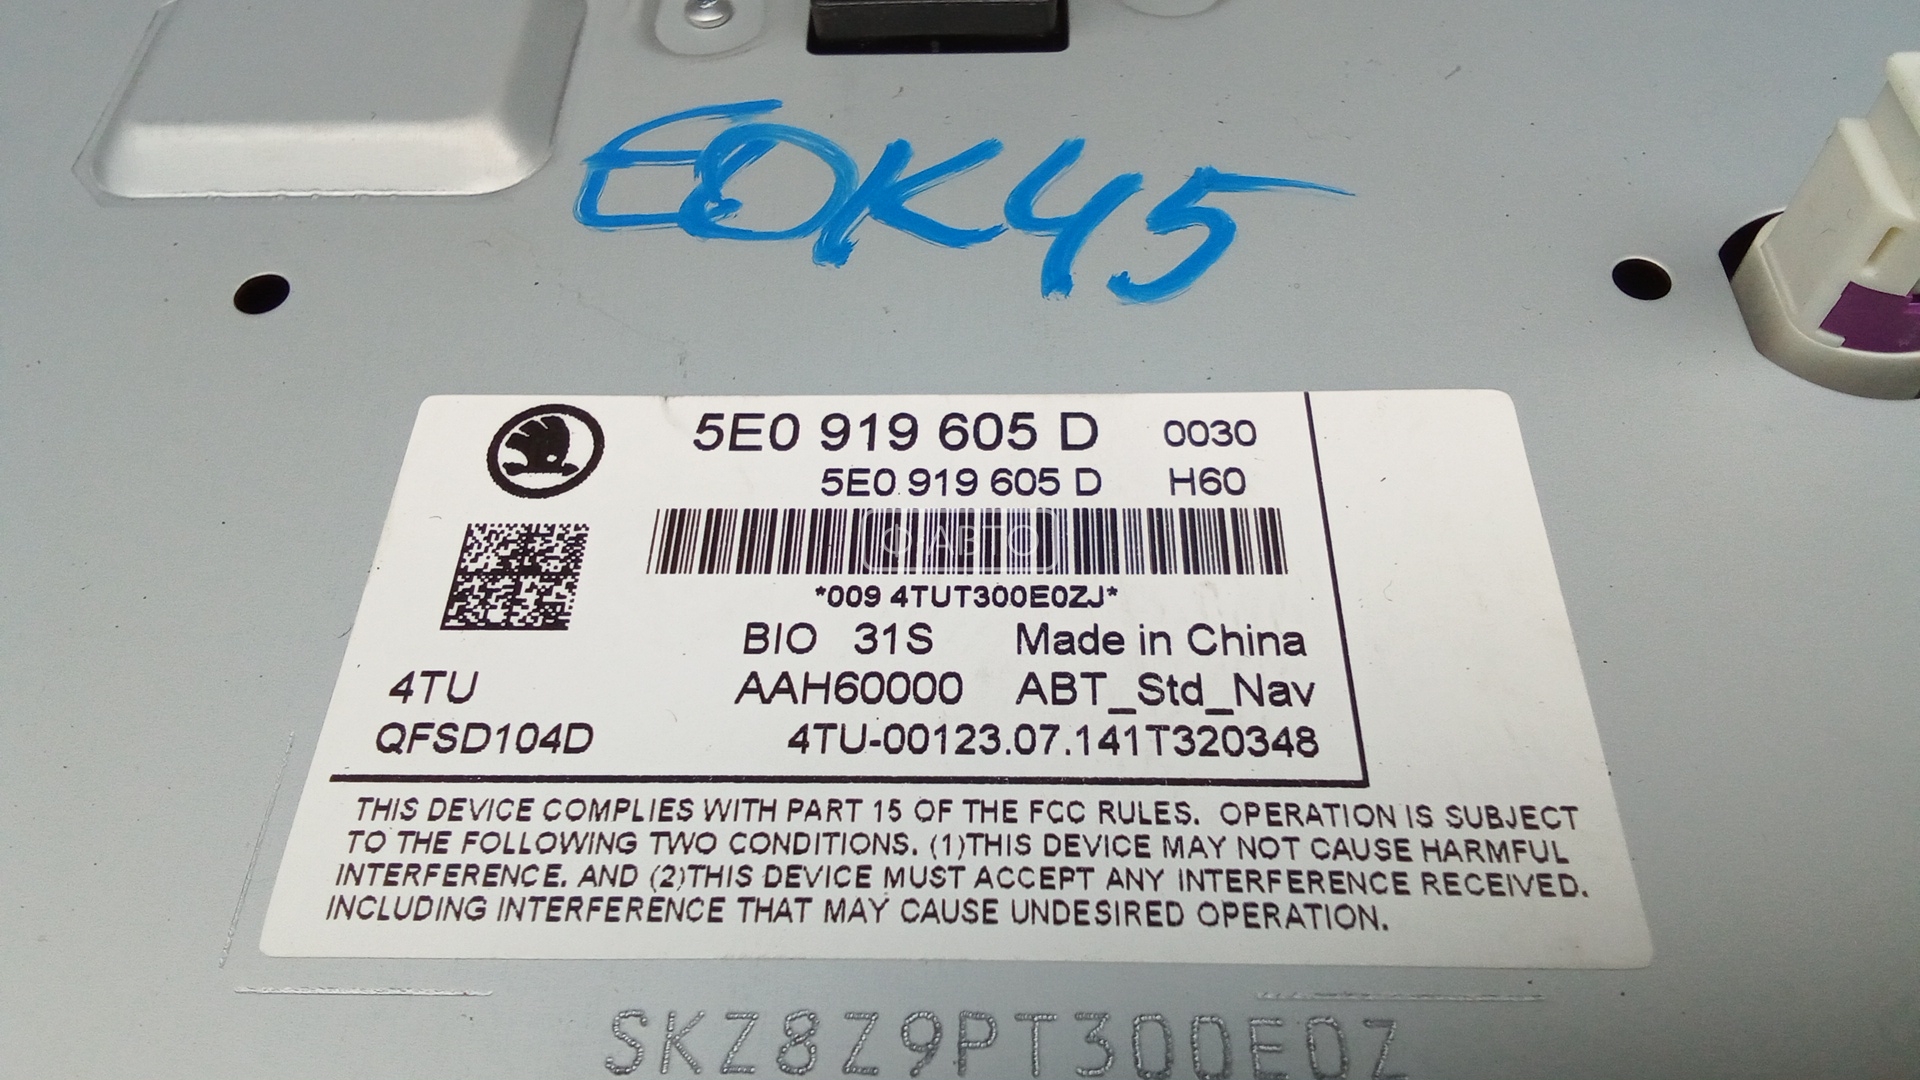 EOK45
5E0 919 605 D 0030
5E0 919 605 D H60
АВТО
*009 4TUT300E0ZJ*
BIO 31S Made in China
4TU AAH60000 ABT_Std_Nav
QFSD104D 4TU-00123.07.141T320348
THIS DEVICE COMPLIES WITH PART 15 OF THE FCC RULES. OPERATION IS SUBJECT
TO THE FOLLOWING TWO CONDITIONS. (1)THIS DEVICE MAY NOT CAUSE HARMFUL
INTERFERENCE. AND (2)THIS DEVICE MUST ACCEPT ANY INTERFERENCE RECEIVED.
INCLUDING INTERFERENCE THAT MAY CAUSE UNDESIRED OPERATION.
SKZ8Z9PT300E0Z